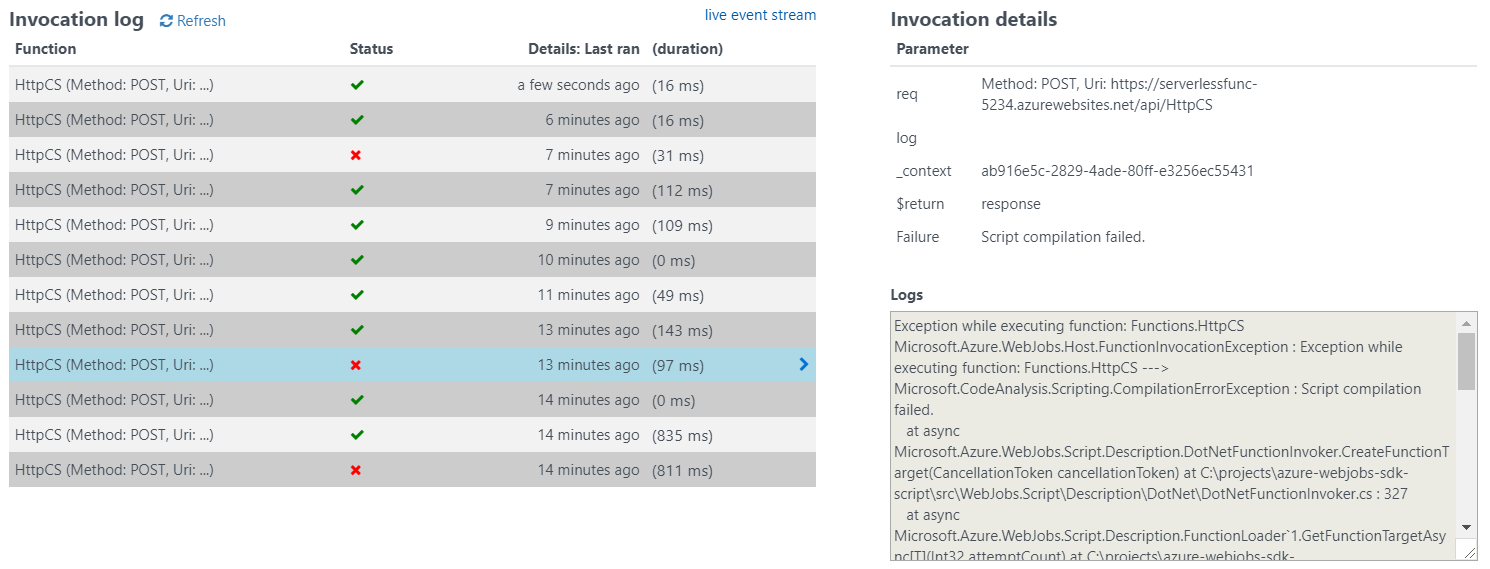 Invocation log Refresh live event stream
Function Status Details: Last ran (duration)
HttpCS (Method: POST, Uri: ...) a few seconds ago (16 ms)
HttpCS (Method: POST, Uri: ...) 6 minutes ago (16 ms)
HttpCS (Method: POST, Uri: ...) 7 minutes ago (31 ms)
HttpCS (Method: POST, Uri: ...) 7 minutes ago (112 ms)
HttpCS (Method: POST, Uri: ...) 9 minutes ago (109 ms)
HttpCS (Method: POST, Uri: ...) 10 minutes ago (0 ms)
HttpCS (Method: POST, Uri: ...) 11 minutes ago (49 ms)
HttpCS (Method: POST, Uri: ...) 13 minutes ago (143 ms)
HttpCS (Method: POST, Uri: ...) 13 minutes ago (97 ms)
HttpCS (Method: POST, Uri: ...) 14 minutes ago (0 ms)
HttpCS (Method: POST, Uri: ...) 14 minutes ago (835 ms)
HttpCS (Method: POST, Uri: ...) 14 minutes ago (811 ms)
Invocation details
Parameter
req Method: POST, Uri: https://serverlessfunc-
5234.azurewebsites.net/api/HttpCS
log
_context ab916e5c-2829-4ade-80ff-e3256ec55431
$return response
Failure Script compilation failed.
Logs
Exception while executing function: Functions.HttpCS
Microsoft.Azure.WebJobs.Host.FunctionInvocationException : Exception while
executing function: Functions.HttpCS --->
Microsoft.CodeAnalysis.Scripting.CompilationErrorException : Script compilation
failed.
at async
Microsoft.Azure.WebJobs.Script.Description.DotNetFunctionInvoker.CreateFunctionT
arget(CancellationToken cancellationToken) at C:\projects\azure-webjobs-sdk-
script\src\WebJobs.Script\Description\DotNet\DotNetFunctionInvoker.cs : 327
at async
Microsoft.Azure.WebJobs.Script.Description.FunctionLoader`1.GetFunctionTargetAsy
nc[T](Int32 attemptCount) at C:\projects\azure-webjobs-sdk-